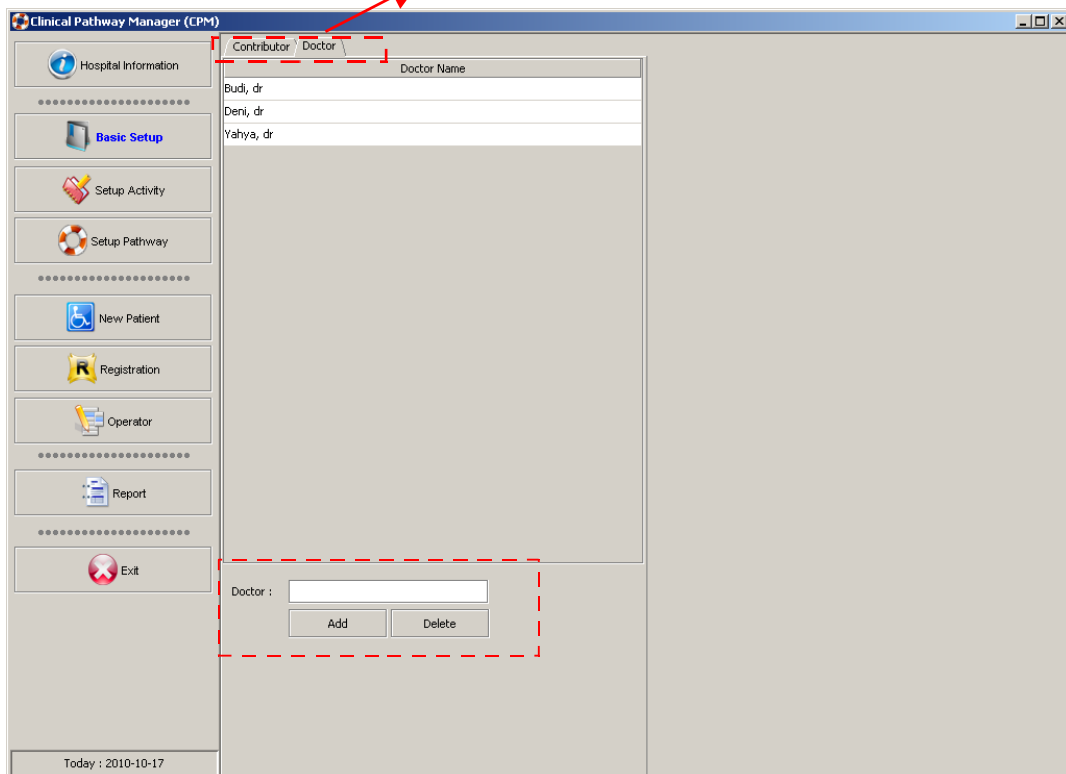 Clinical Pathway Manager (CPM)
Hospital Information
Basic Setup
Setup Activity
Setup Pathway
New Patient
Registration
Operator
Report
Exit
Today : 2010-10-17
Contributor Doctor
Doctor Name
Budi, dr
Deni, dr
Yahya, dr
Doctor :
Add Delete